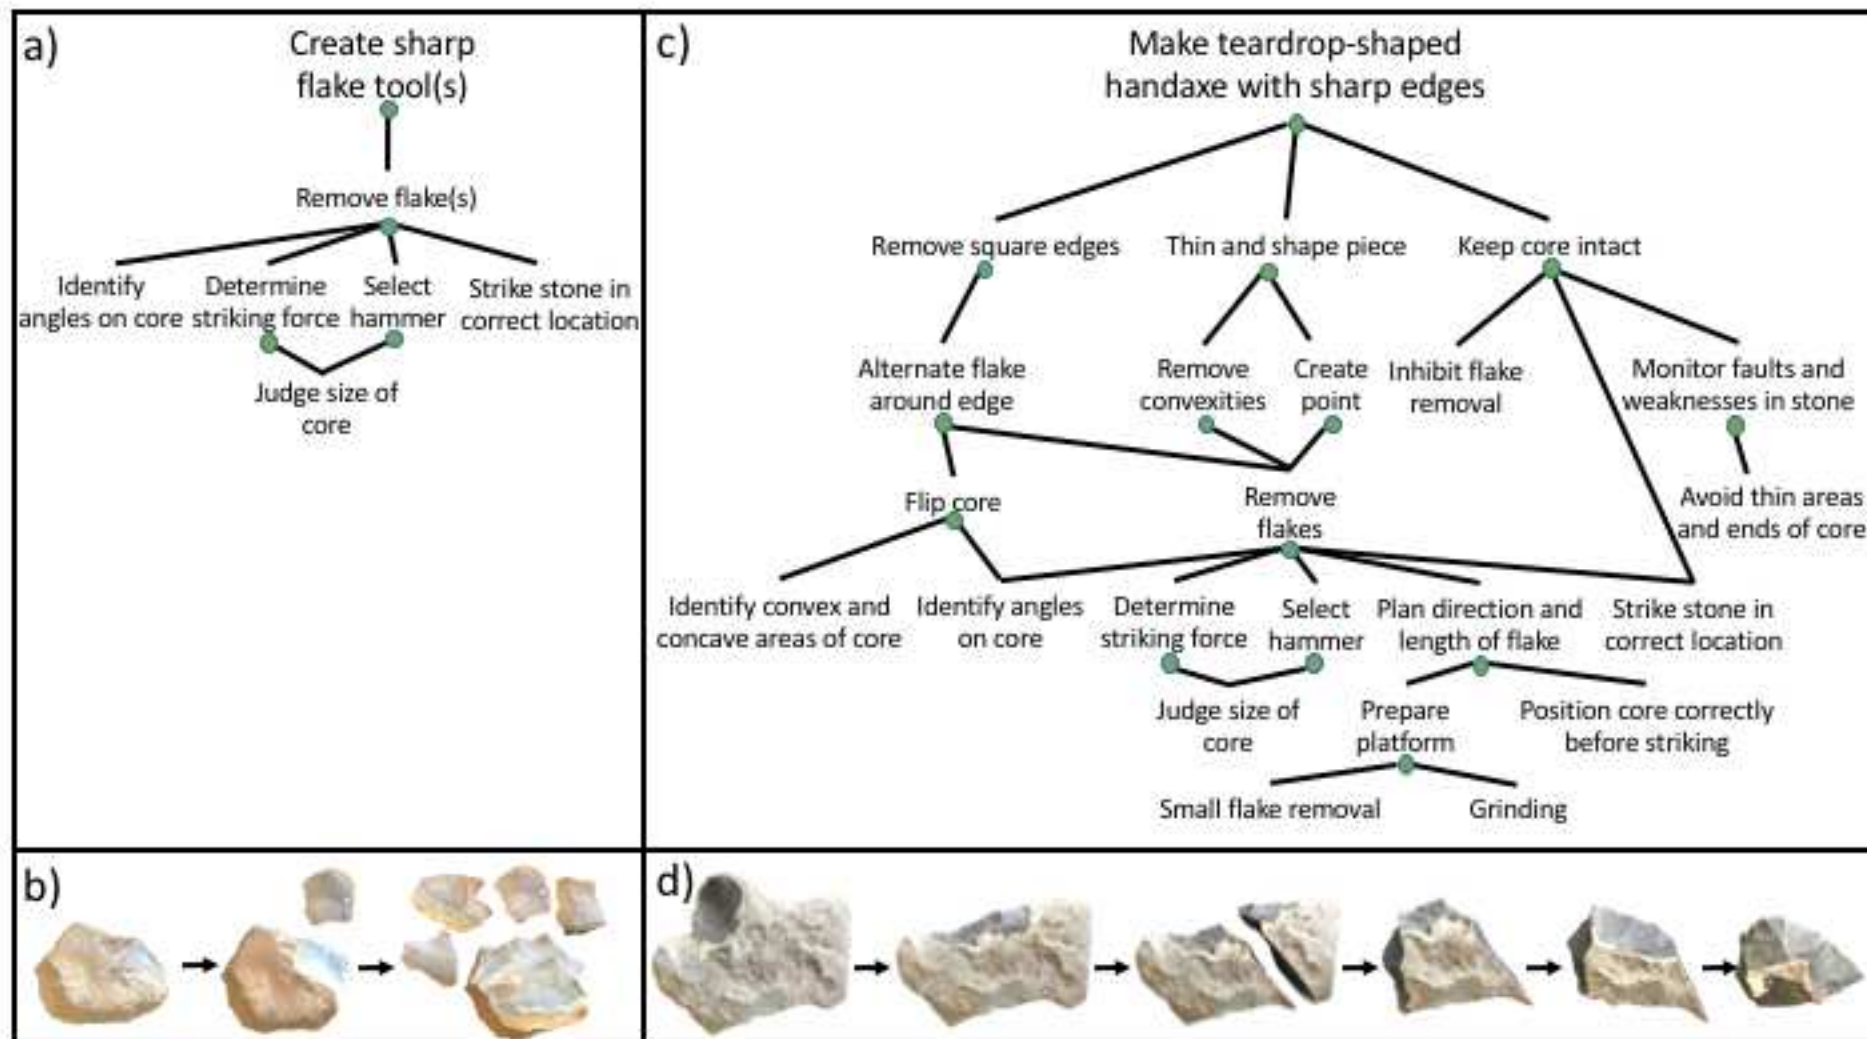 a)
Create sharp
flake tool(s)
Remove flake(s)
Identify
angles on core
Determine
striking force
Select
hammer
Strike stone in
correct location
Judge size of
core
c)
Make teardrop-shaped
handaxe with sharp edges
Remove square edges
Thin and shape piece
Keep core intact
Alternate flake
around edge
Remove
convexities
Create
point
Inhibit flake
removal
Monitor faults and
weaknesses in stone
Flip core
Remove
flakes
Avoid thin areas
and ends of core
Identify convex and
concave areas of core
Identify angles
on core
Determine
striking force
Select
hammer
Plan direction and
length of flake
Strike stone in
correct location
Judge size of
core
Prepare
platform
Position core correctly
before striking
Small flake removal
Grinding
b)
d)